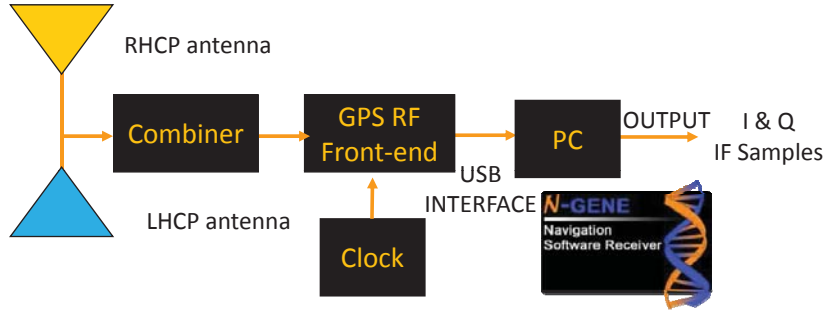 RHCP antenna
Combiner
GPS RF
Front-end
PC
OUTPUT
I & Q
IF Samples
USB
INTERFACE
LHCP antenna
Clock
N-GENE
Navigation
Software Receiver